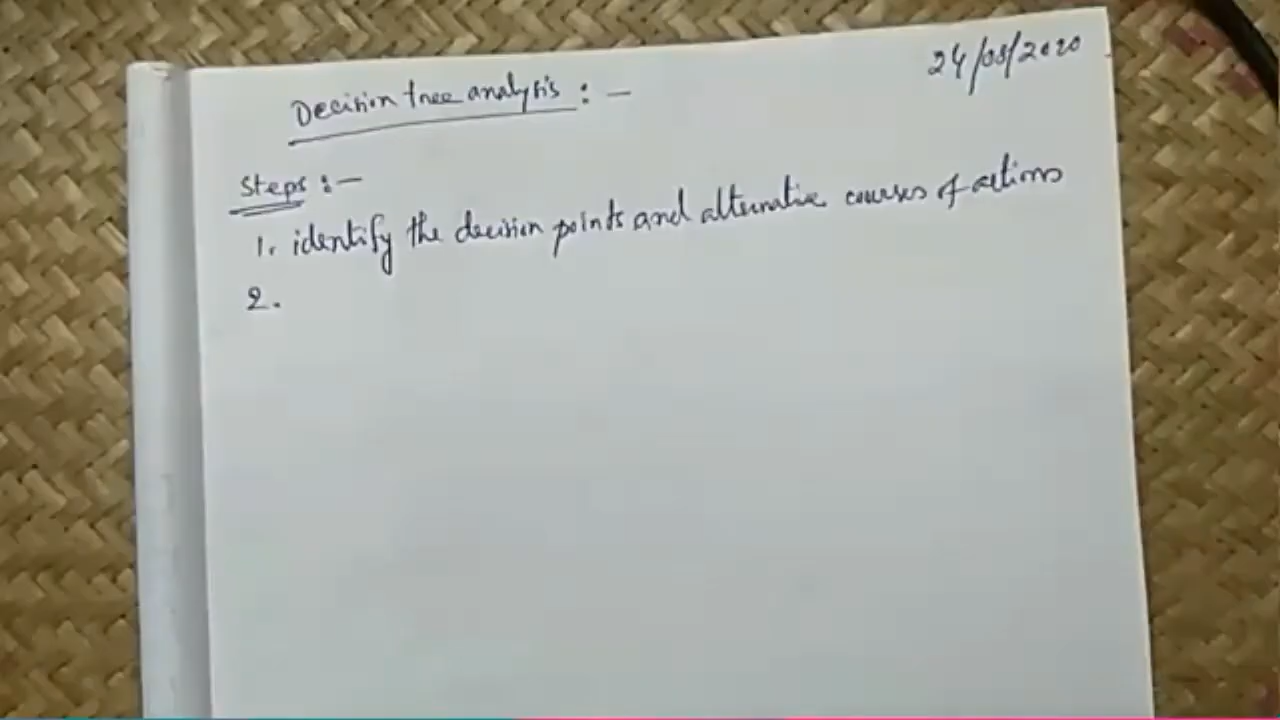 24/08/2020
Decision tree analysis : -
Steps :-
1. identify the decision points and alternative courses of actions
2.